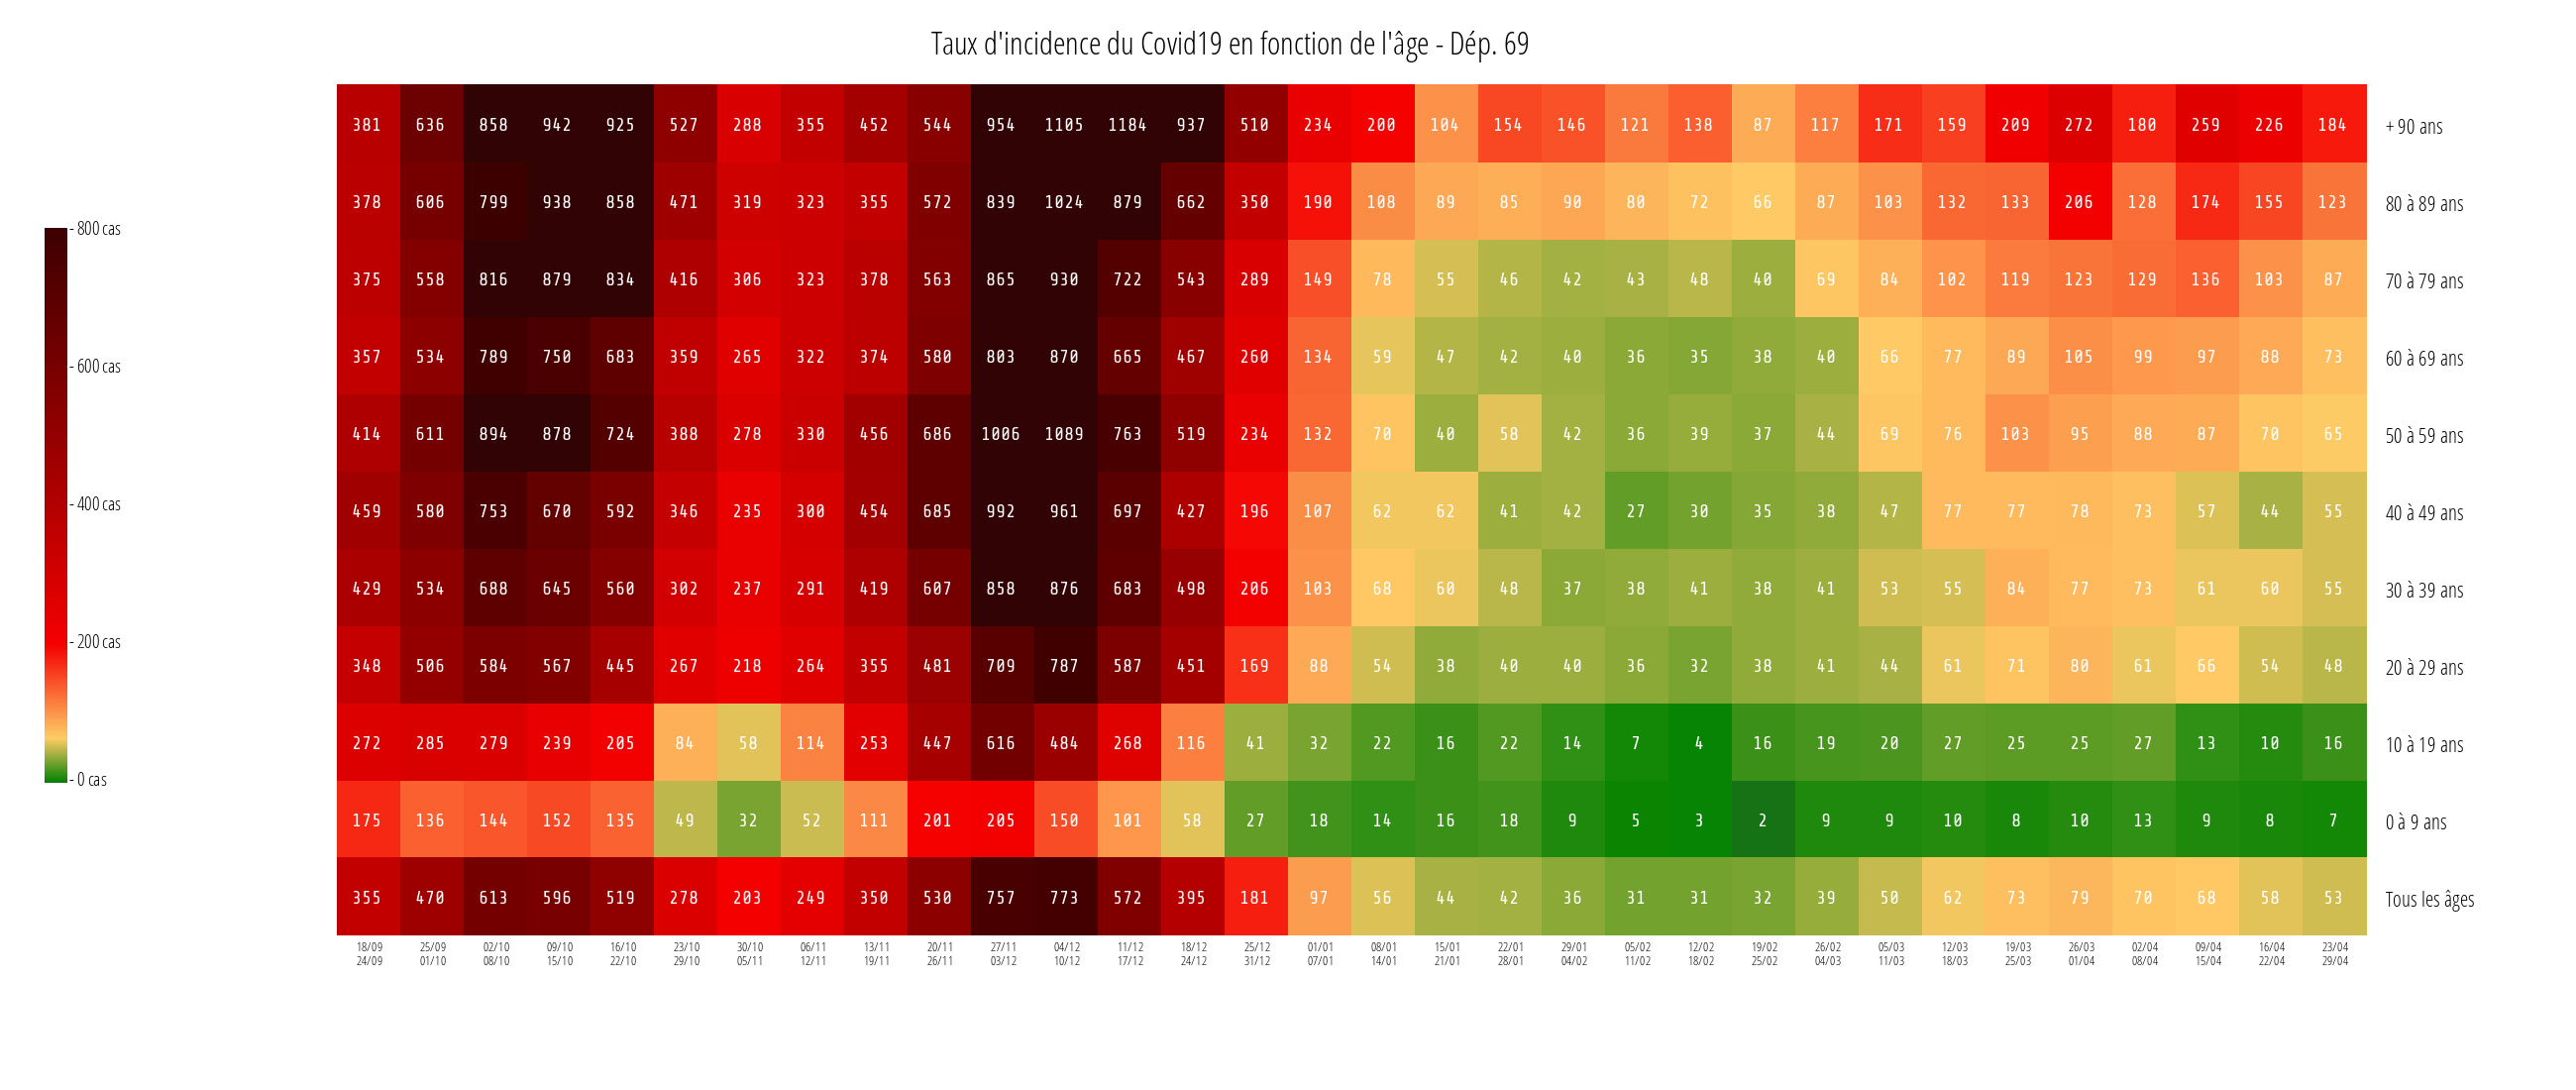 Taux d'incidence du Covid19 en fonction de l'âge - Dép. 69
- 800 cas
- 600 cas
- 400 cas
- 200 cas
- 0 cas
381 636 858 942 925 527 288 355 452 544 954 1105 1184 937 510 234 200 104 154 146 121 138 87 117 171 159 209 272 180 259 226 184 + 90 ans
378 606 799 938 858 471 319 323 355 572 839 1024 879 662 350 190 108 89 85 90 80 72 66 87 103 132 133 206 128 174 155 123 80 à 89 ans
375 558 816 879 834 416 306 323 378 563 865 930 722 543 289 149 78 55 46 42 43 48 40 69 84 102 119 123 129 136 103 87 70 à 79 ans
357 534 789 750 683 359 265 322 374 580 803 870 665 467 260 134 59 47 42 40 36 35 38 40 66 77 89 105 99 97 88 73 60 à 69 ans
414 611 894 878 724 388 278 330 456 686 1006 1089 763 519 234 132 70 40 58 42 36 39 37 44 69 76 103 95 88 87 70 65 50 à 59 ans
459 580 753 670 592 346 235 300 454 685 992 961 697 427 196 107 62 62 41 42 27 30 35 38 47 77 77 78 73 57 44 55 40 à 49 ans
429 534 688 645 560 302 237 291 419 607 858 876 683 498 206 103 68 60 48 37 38 41 38 41 53 55 84 77 73 61 60 55 30 à 39 ans
348 506 584 567 445 267 218 264 355 481 709 787 587 451 169 88 54 38 40 40 36 32 38 41 44 61 71 80 61 66 54 48 20 à 29 ans
272 285 279 239 205 84 58 114 253 447 616 484 268 116 41 32 22 16 22 14 7 4 16 19 20 27 25 25 27 13 10 16 10 à 19 ans
175 136 144 152 135 49 32 52 111 201 205 150 101 58 27 18 14 16 18 9 5 3 2 9 9 10 8 10 13 9 8 7 0 à 9 ans
355 470 613 596 519 278 203 249 350 530 757 773 572 395 181 97 56 44 42 36 31 31 32 39 50 62 73 79 70 68 58 53 Tous les âges
18/09 25/09 02/10 09/10 16/10 23/10 30/10 06/11 13/11 20/11 27/11 04/12 11/12 18/12 25/12 01/01 08/01 15/01 22/01 29/01 05/02 12/02 19/02 26/02 05/03 12/03 19/03 26/03 02/04 09/04 16/04 23/04
24/09 01/10 08/10 15/10 22/10 29/10 05/11 12/11 19/11 26/11 03/12 10/12 17/12 24/12 31/12 07/01 14/01 21/01 28/01 04/02 11/02 18/02 25/02 04/03 11/03 18/03 25/03 01/04 08/04 15/04 22/04 29/04